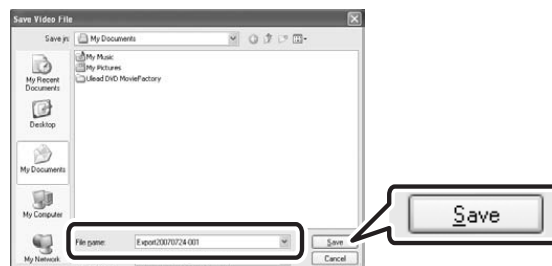 Save Video File
Save in: My Documents
My Music
My Pictures
Ulead DVD MovieFactory
My Recent
Documents
Desktop
My Documents
My Computer
My Network
File name: Export20070724-001
Save
Cancel
Save